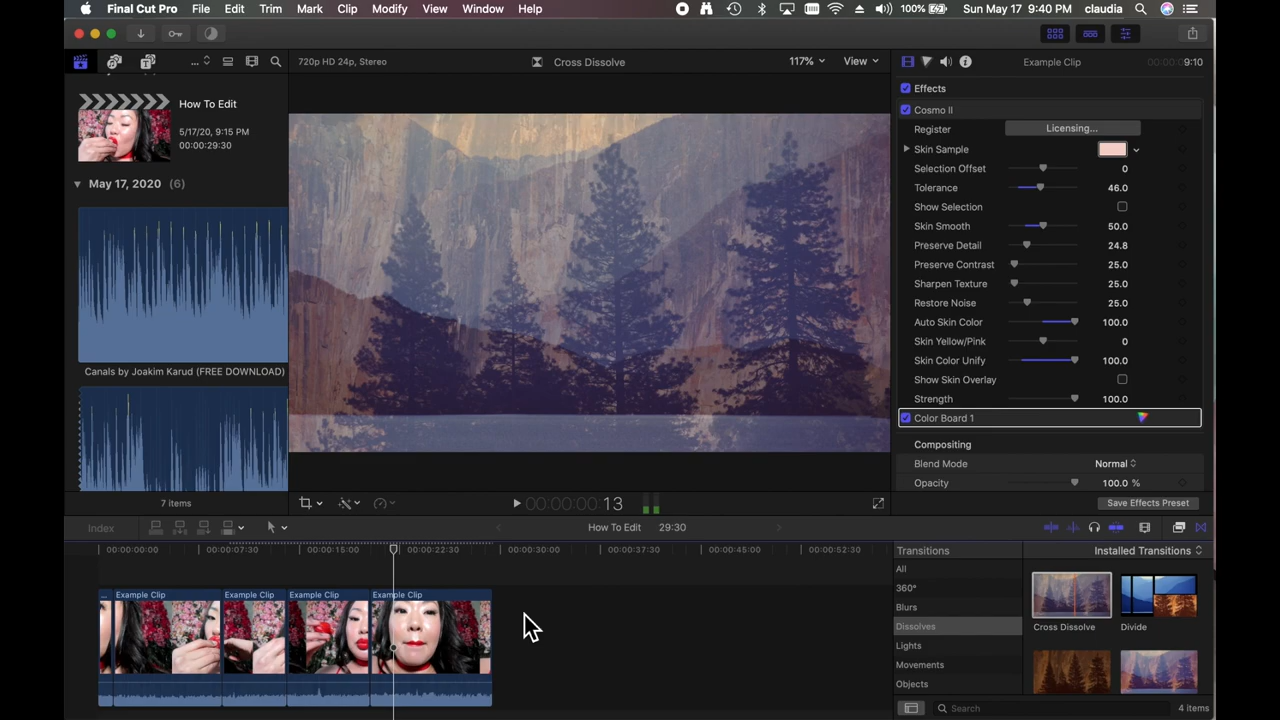 Final Cut Pro File Edit Trim Mark Clip Modify View Window Help 100% Sun May 17 9:40 PM claudia
720p HD 24p, Stereo Cross Dissolve 117% View Example Clip 9:10
How To Edit
5/17/20, 9:15 PM
00:00:29:30
May 17, 2020 (6)
Canals by Joakim Karud (FREE DOWNLOAD)
7 items
00:00:00:00 13
Effects
Cosmo II
Register Licensing...
Skin Sample
Selection Offset 0
Tolerance 46.0
Show Selection
Skin Smooth 50.0
Preserve Detail 24.8
Preserve Contrast 25.0
Sharpen Texture 25.0
Restore Noise 25.0
Auto Skin Color 100.0
Skin Yellow/Pink 0
Skin Color Unify 100.0
Show Skin Overlay
Strength 100.0
Color Board 1
Compositing
Blend Mode Normal
Opacity 100.0 %
Save Effects Preset
Index How To Edit 29:30
00:00:00:00 00:00:07:30 00:00:15:00 00:00:22:30 00:00:30:00 00:00:37:30 00:00:45:00 00:00:52:30
... Example Clip Example Clip Example Clip Example Clip
Transitions Installed Transitions
All
360°
Blurs
Dissolves
Lights
Movements
Objects
Cross Dissolve Divide
Search 4 items